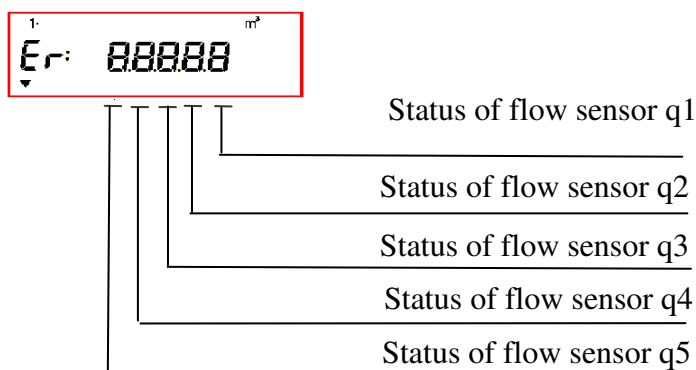 1· m³
Er: 8.8.8.8.8
Status of flow sensor q1
Status of flow sensor q2
Status of flow sensor q3
Status of flow sensor q4
Status of flow sensor q5